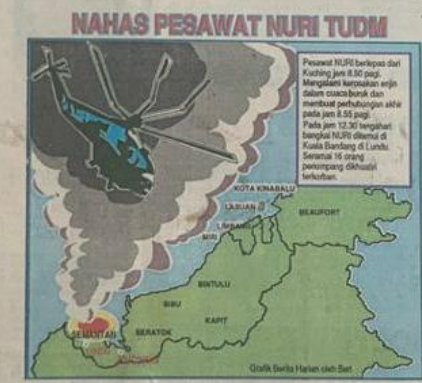 NAHAS PESAWAT NURI TUDM
Pesawat NURI berlepas dari
Kuching jam 8.50 pagi.
Mengalami kerosakan enjin
dalam cuaca buruk dan
membuat perhubungan akhir
pada jam 8.55 pagi.
Pada jam 12.30 tengahari
bangkai NURI ditemui di
Kuala Bandang di Lundu.
Seramai 16 orang
penumpang dikhuatiri
terkorban.
KOTA KINABALU
LABUAN
BEAUFORT
LIMBANG
MIRI
BINTULU
SIBU
KAPIT
SEMANTAN
BERATOK
Grafik Berita Harian oleh Beri